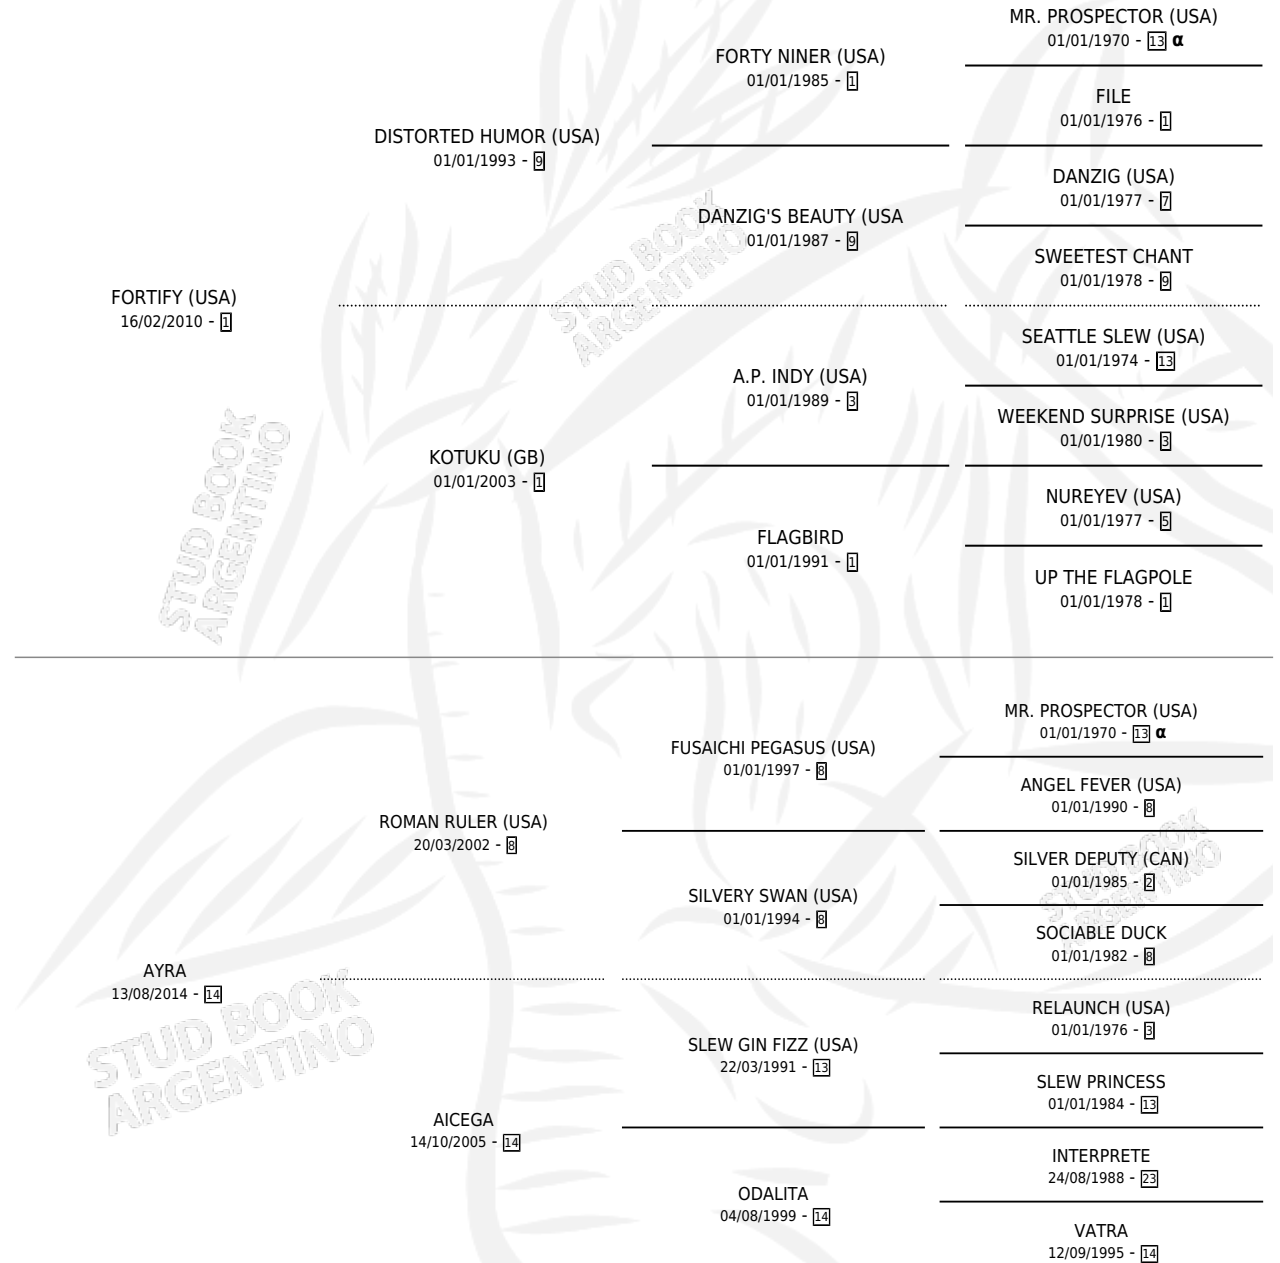 MR. PROSPECTOR (USA)
01/01/1970 - 13 α
FORTY NINER (USA)
01/01/1985 - 1
FILE
01/01/1976 - 1
DISTORTED HUMOR (USA)
01/01/1993 - 9
DANZIG (USA)
01/01/1977 - 7
DANZIG'S BEAUTY (USA
01/01/1987 - 9
SWEETEST CHANT
01/01/1978 - 9
STUD BOOK
ARGENTINO
FORTIFY (USA)
16/02/2010 - 1
SEATTLE SLEW (USA)
01/01/1974 - 13
A.P. INDY (USA)
01/01/1989 - 3
WEEKEND SURPRISE (USA)
01/01/1980 - 3
KOTUKU (GB)
01/01/2003 - 1
NUREYEV (USA)
01/01/1977 - 5
FLAGBIRD
01/01/1991 - 1
UP THE FLAGPOLE
01/01/1978 - 1
STUD BOOK
ARGENTINO
MR. PROSPECTOR (USA)
01/01/1970 - 13 α
FUSAICHI PEGASUS (USA)
01/01/1997 - 8
ANGEL FEVER (USA)
01/01/1990 - 8
ROMAN RULER (USA)
20/03/2002 - 8
SILVER DEPUTY (CAN)
01/01/1985 - 2
STUD BOOK
ARGENTINO
SILVERY SWAN (USA)
01/01/1994 - 8
SOCIABLE DUCK
01/01/1982 - 8
AYRA
13/08/2014 - 14
RELAUNCH (USA)
01/01/1976 - 3
SLEW GIN FIZZ (USA)
22/03/1991 - 13
SLEW PRINCESS
01/01/1984 - 13
STUD BOOK
ARGENTINO
AICEGA
14/10/2005 - 14
INTERPRETE
24/08/1988 - 23
ODALITA
04/08/1999 - 14
VATRA
12/09/1995 - 14